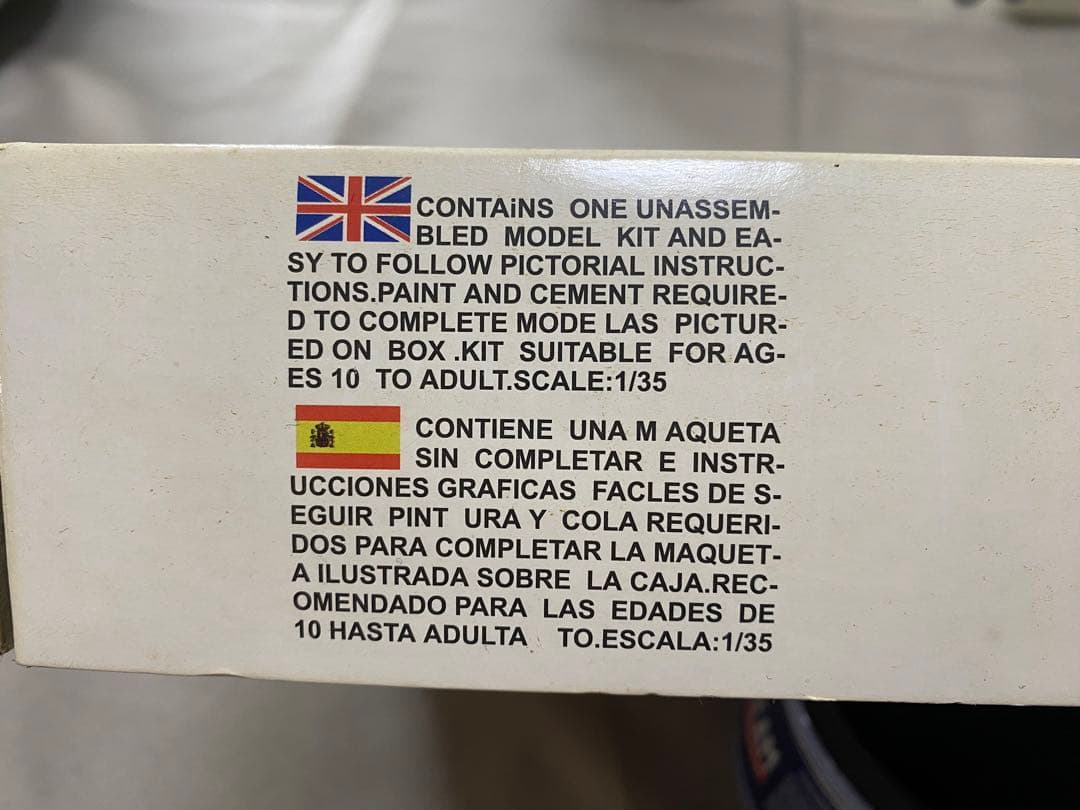 CONTAiNS ONE UNASSEM-
BLED MODEL KIT AND EA-
SY TO FOLLOW PICTORIAL INSTRUC-
TIONS.PAINT AND CEMENT REQUIRE-
D TO COMPLETE MODE LAS PICTUR-
ED ON BOX .KIT SUITABLE FOR AG-
ES 10 TO ADULT.SCALE:1/35
CONTIENE UNA M AQUETA
SIN COMPLETAR E INSTR-
UCCIONES GRAFICAS FACLES DE S-
EGUIR PINT URA Y COLA REQUERI-
DOS PARA COMPLETAR LA MAQUET-
A ILUSTRADA SOBRE LA CAJA.REC-
OMENDADO PARA LAS EDADES DE
10 HASTA ADULTA TO.ESCALA:1/35